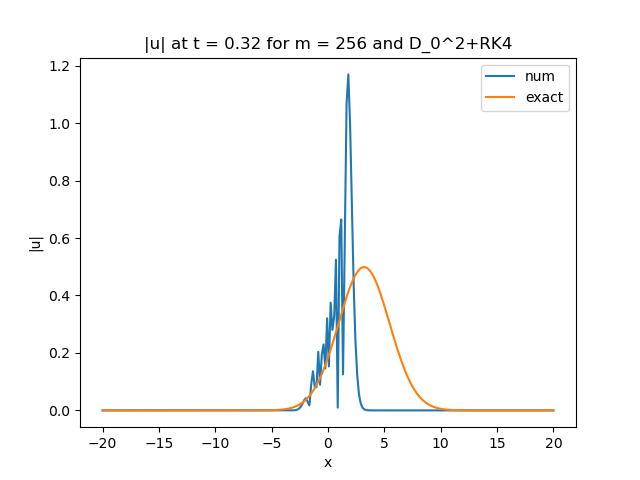 |u| at t = 0.32 for m = 256 and D_0^2+RK4
num
exact
1.2
1.0
0.8
0.6
0.4
0.2
0.0
|u|
−20 −15 −10 −5 0 5 10 15 20
x